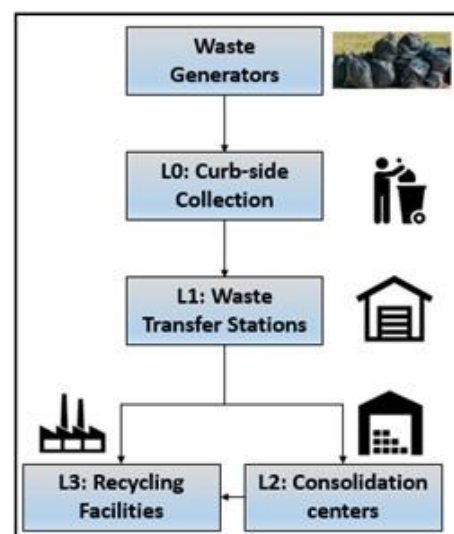 Waste
Generators
L0: Curb-side
Collection
L1: Waste
Transfer Stations
L3: Recycling
Facilities
L2: Consolidation
centers